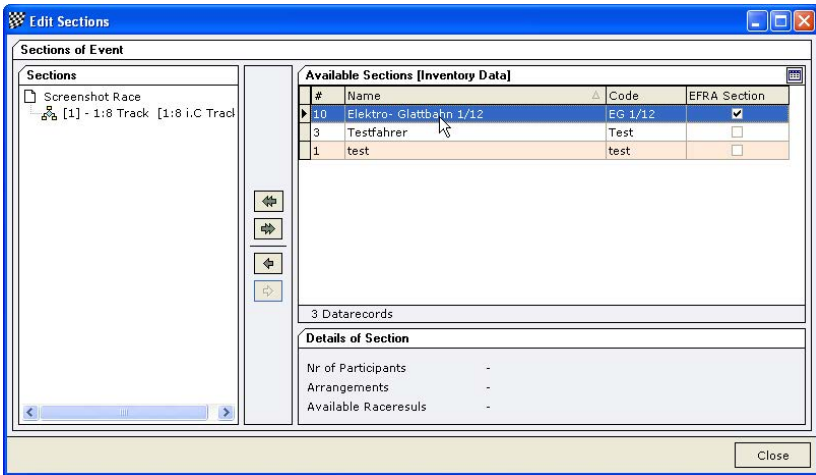 Edit Sections
Sections of Event
Sections
Screenshot Race
[1] - 1:8 Track [1:8 i.C Track
Available Sections [Inventory Data]
# Name Code EFRA Section
10 Elektro- Glattbahn 1/12 EG 1/12
3 Testfahrer Test
1 test test
3 Datarecords
Details of Section
Nr of Participants -
Arrangements -
Available Raceresuls -
Close